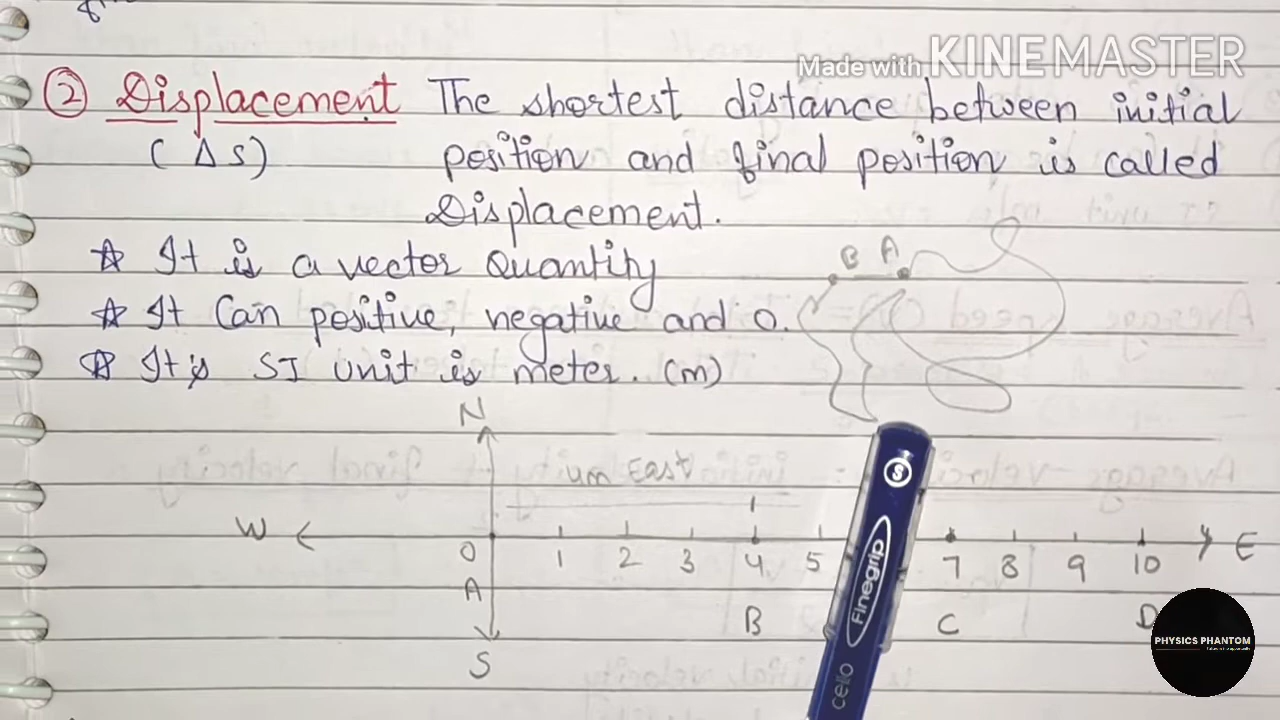 Made with KINEMASTER
② Displacement The shortest distance between initial
(Δs) position and final position is called
Displacement.
☆ It is a vector Quantity
B A
☆ It Can positive, negative and 0.
☆ It's SI unit is meter. (m)
N
um East
W E
0 1 2 3 4 5 7 8 9 10
A B C D
S
S
Finegrip
cello
PHYSICS PHANTOM